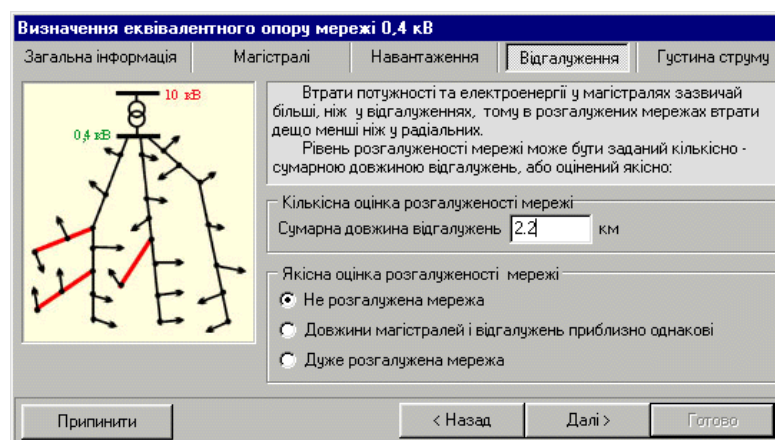 Визначення еквівалентного опору мережі 0,4 кВ
Загальна інформація Магістралі Навантаження Відгалуження Густина струму
10 кВ
0,4 кВ
Втрати потужності та електроенергії у магістралях зазвичай
більші, ніж у відгалуженнях, тому в розгалужених мережах втрати
дещо менші ніж у радіальних.
Рівень розгалуженості мережі може бути заданий кількісно -
сумарною довжиною відгалужень, або оцінений якісно:
Кількісна оцінка розгалуженості мережі
Сумарна довжина відгалужень 2.2 км
Якісна оцінка розгалуженості мережі
Не розгалужена мережа
Довжини магістралей і відгалужень приблизно однакові
Дуже розгалужена мережа
Припинити < Назад Далі > Готово